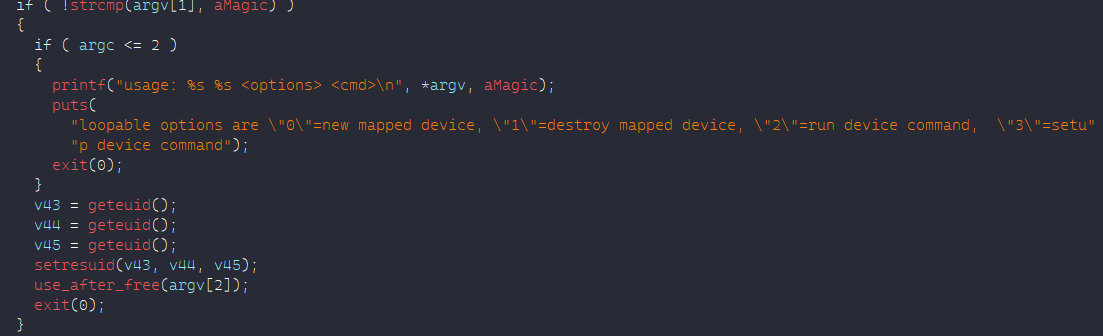 if ( !strcmp(argv[1], aMagic) )
{
if ( argc <= 2 )
{
printf("usage: %s %s <options> <cmd>\n", *argv, aMagic);
puts(
"loopable options are \"0\"=new mapped device, \"1\"=destroy mapped device, \"2\"=run device command,  \"3\"=setu"
"p device command");
exit(0);
}
v43 = geteuid();
v44 = geteuid();
v45 = geteuid();
setresuid(v43, v44, v45);
use_after_free(argv[2]);
exit(0);
}